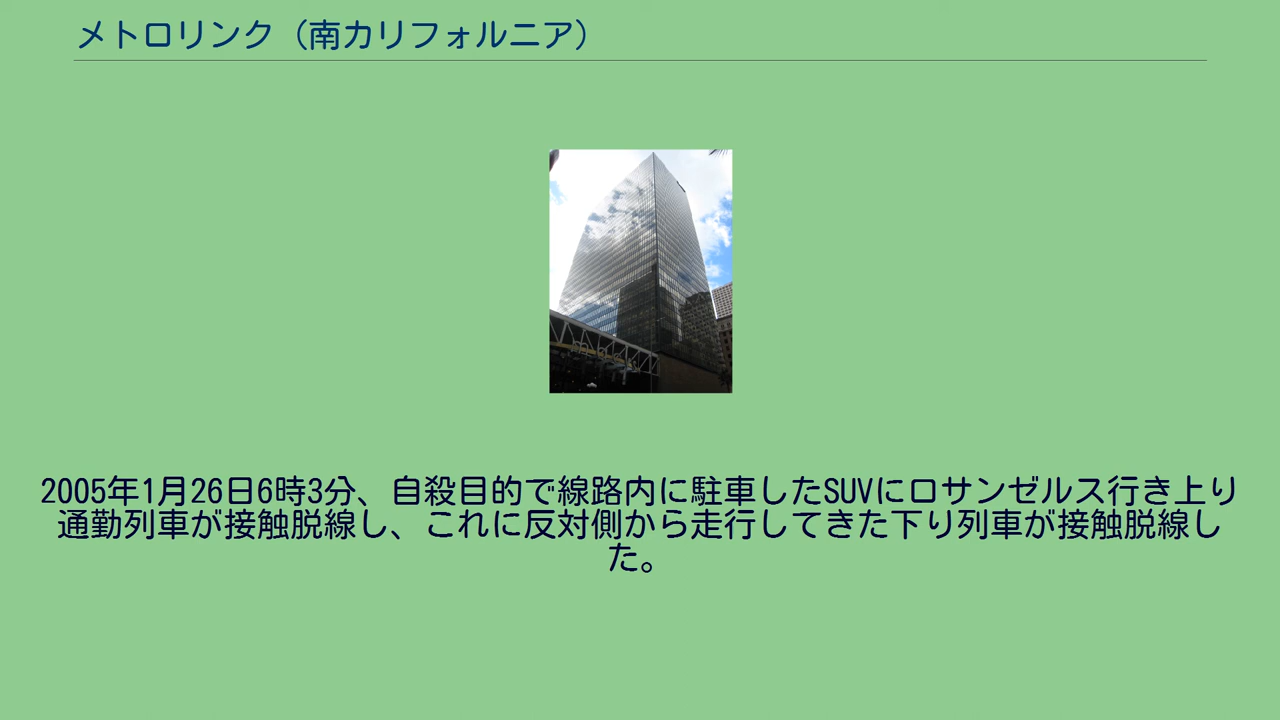 メトロリンク（南カリフォルニア）
2005年1月26日6時3分、自殺目的で線路内に駐車したSUVにロサンゼルス行き上り
通勤列車が接触脱線し、これに反対側から走行してきた下り列車が接触脱線し
た。